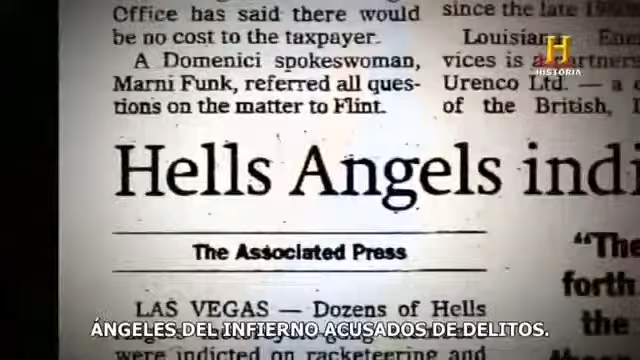 Office has said there would
be no cost to the taxpayer.
A Domenici spokeswoman,
Marni Funk, referred all ques-
tions on the matter to Flint.
since the late
Louisiana
vices is a
Urenco Ltd. — a
of the British,
H
HISTORIA
Hells Angels indi
The Associated Press
"The
forth
the
LAS VEGAS — Dozens of Hells
ÁNGELES DEL INFIERNO ACUSADOS DE DELITOS.
were indicted on racketeering and